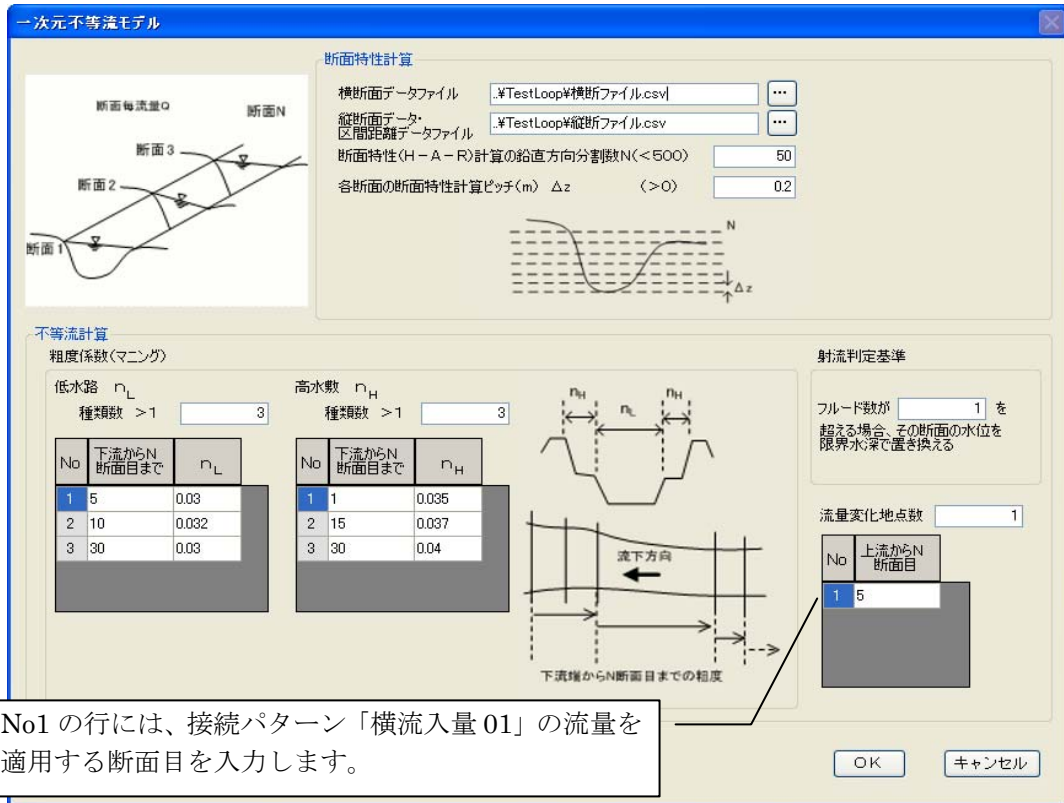 一次元不等流モデル
断面毎流量Q
断面N
断面3
断面2
断面1
断面特性計算
横断面データファイル ..¥TestLoop¥横断ファイル.csv ...
縦断面データ・
区間距離データファイル ..¥TestLoop¥縦断ファイル.csv ...
断面特性(H-A-R)計算の鉛直方向分割数N(<500) 50
各断面の断面特性計算ピッチ(m) Δz (>0) 0.2
N
Δz
不等流計算
粗度係数(マニング)
低水路 nL
種類数 >1 3
No 下流からN断面目まで nL
1 5 0.03
2 10 0.032
3 30 0.03
高水敷 nH
種類数 >1 3
No 下流からN断面目まで nH
1 1 0.035
2 15 0.037
3 30 0.04
nH nL nH
流下方向
下流端からN断面目までの粗度
射流判定基準
フルード数が 1 を
超える場合、その断面の水位を
限界水深で置き換える
流量変化地点数 1
No 上流からN断面目
1 5
No1 の行には、接続パターン「横流入量 01」の流量を
適用する断面目を入力します。
OK キャンセル